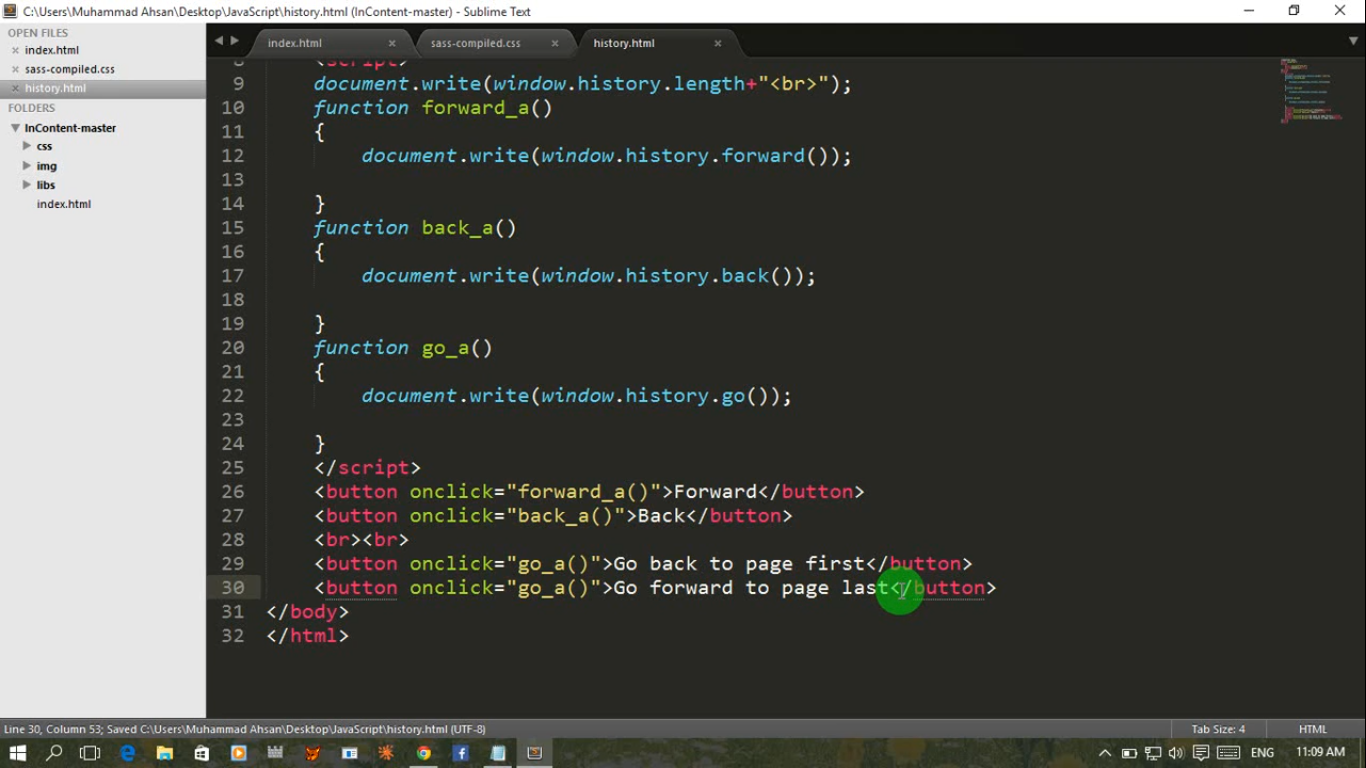 C:\Users\Muhammad Ahsan\Desktop\JavaScript\history.html (InContent-master) - Sublime Text
OPEN FILES
index.html
sass-compiled.css
history.html
FOLDERS
InContent-master
css
img
libs
index.html
index.html sass-compiled.css history.html
8 <script>
9 document.write(window.history.length+"<br>");
10 function forward_a()
11 {
12 document.write(window.history.forward());
13
14 }
15 function back_a()
16 {
17 document.write(window.history.back());
18
19 }
20 function go_a()
21 {
22 document.write(window.history.go());
23
24 }
25 </script>
26 <button onclick="forward_a()">Forward</button>
27 <button onclick="back_a()">Back</button>
28 <br><br>
29 <button onclick="go_a()">Go back to page first</button>
30 <button onclick="go_a()">Go forward to page last</button>
31 </body>
32 </html>
Line 30, Column 53; Saved C:\Users\Muhammad Ahsan\Desktop\JavaScript\history.html (UTF-8) Tab Size: 4 HTML
ENG 11:09 AM